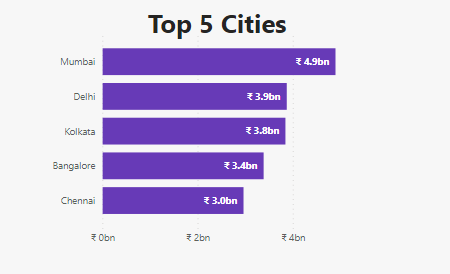 Top 5 Cities
Mumbai ₹ 4.9bn
Delhi ₹ 3.9bn
Kolkata ₹ 3.8bn
Bangalore ₹ 3.4bn
Chennai ₹ 3.0bn
₹ 0bn ₹ 2bn ₹ 4bn